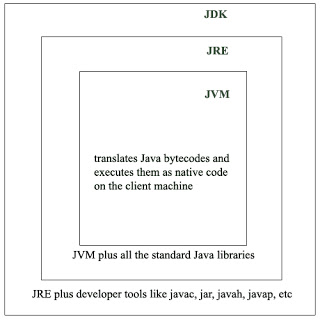 JDK
JRE
JVM
translates Java bytecodes and
executes them as native code
on the client machine
JVM plus all the standard Java libraries
JRE plus developer tools like javac, jar, javah, javap, etc